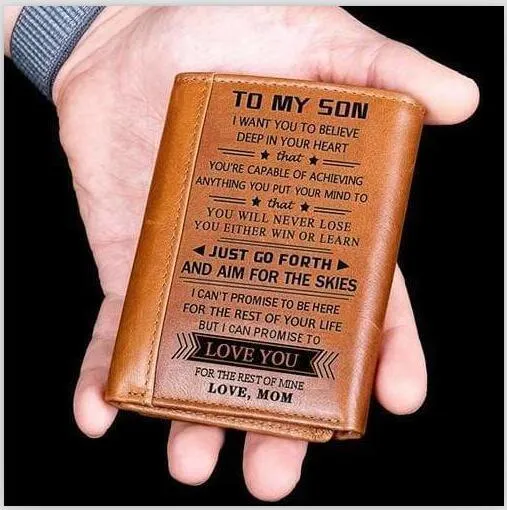 TO MY SON
I WANT YOU TO BELIEVE
DEEP IN YOUR HEART
that
YOU'RE CAPABLE OF ACHIEVING
ANYTHING YOU PUT YOUR MIND TO
that
YOU WILL NEVER LOSE
YOU EITHER WIN OR LEARN
JUST GO FORTH
AND AIM FOR THE SKIES
I CAN'T PROMISE TO BE HERE
FOR THE REST OF YOUR LIFE
BUT I CAN PROMISE TO
LOVE YOU
FOR THE REST OF MINE
LOVE, MOM